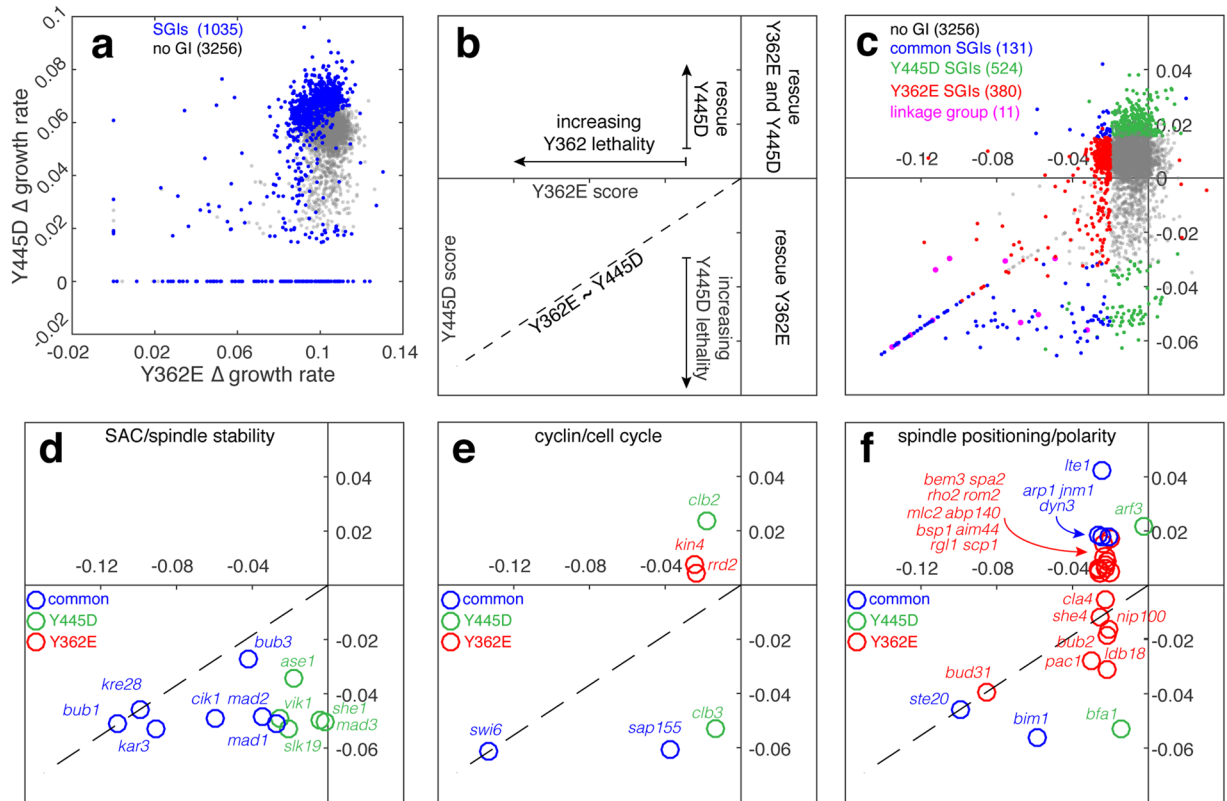 a
SGIs (1035)
no GI (3256)
0.1
0.08
0.06
0.04
0.02
0
-0.02
Y445D Δ growth rate
-0.02
0.02
0.06
0.1
0.14
Y362E Δ growth rate
b
rescue
Y445D
rescue
Y362E and Y445D
increasing
Y362 lethality
Y362E score
Y445D score
Y362E ~ Y445D
increasing
Y445D lethality
rescue Y362E
c
no GI (3256)
common SGIs (131)
Y445D SGIs (524)
Y362E SGIs (380)
linkage group (11)
0.04
0.02
-0.12
-0.08
-0.04
0
-0.02
-0.04
-0.06
d
SAC/spindle stability
0.04
0.02
-0.12
-0.08
-0.04
common
Y445D
Y362E
-0.02
-0.04
-0.06
bub3
ase1
kre28
cik1
mad2
vik1
she1
bub1
mad3
kar3
mad1
slk19
e
cyclin/cell cycle
0.04
clb2
0.02
kin4
-0.12
-0.08
-0.04
rrd2
common
Y445D
Y362E
-0.02
-0.04
-0.06
clb3
swi6
sap155
f
spindle positioning/polarity
lte1
0.04
bem3 spa2
rho2 rom2
mlc2 abp140
bsp1 aim44
rgl1 scp1
arp1 jnm1
dyn3
arf3
0.02
-0.12
-0.08
-0.04
common
Y445D
Y362E
cla4
she4
nip100
-0.02
bub2
pac1
ldb18
bud31
-0.04
ste20
bim1
bfa1
-0.06